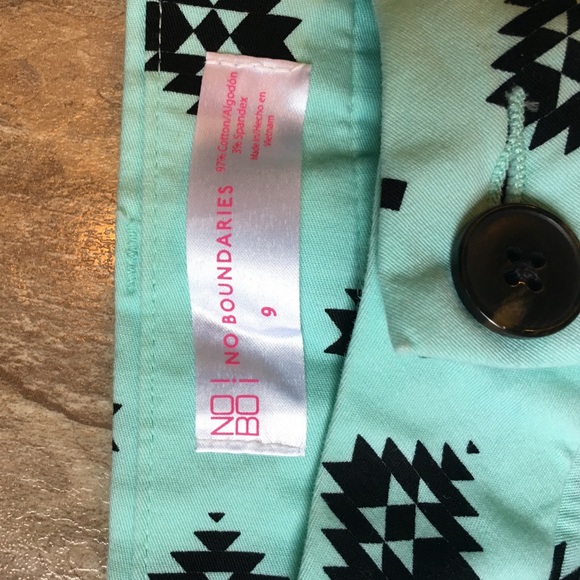 NO!
BO!
NO BOUNDARIES
9
97% Cotton/Algodón
3% Spandex
Made in/Hecho en
Vietnam